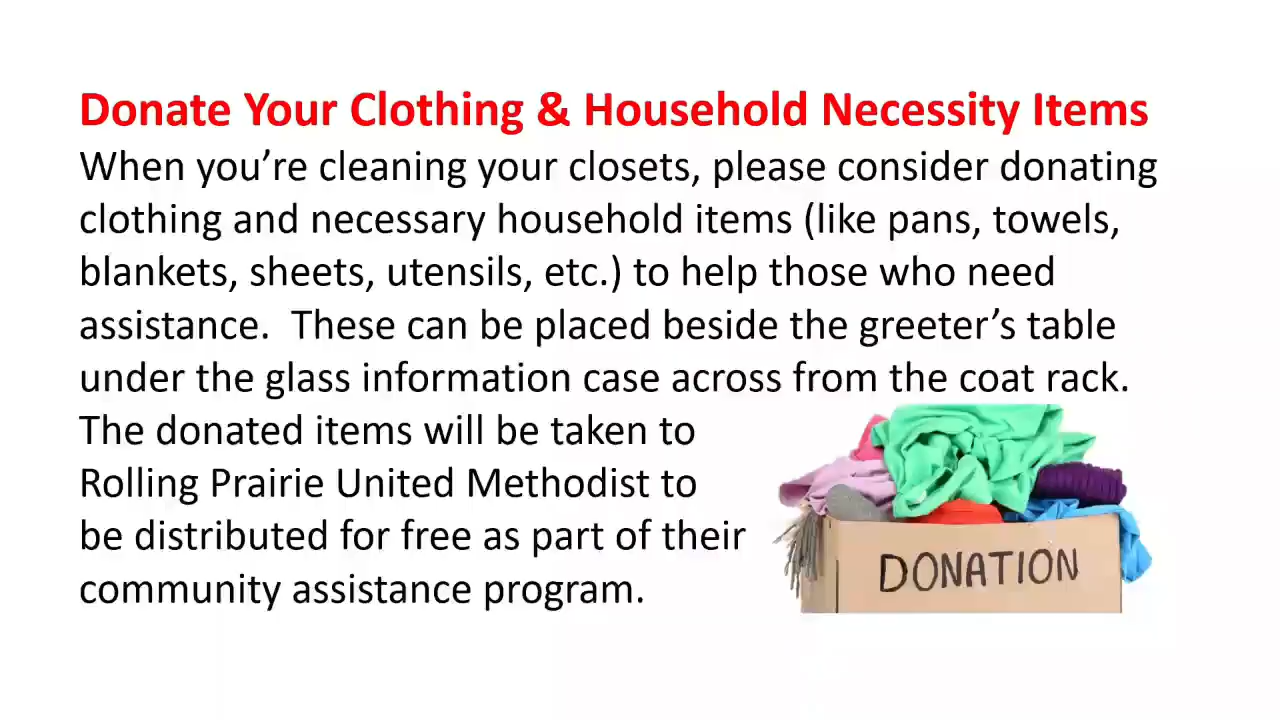 Donate Your Clothing & Household Necessity Items
When you’re cleaning your closets, please consider donating
clothing and necessary household items (like pans, towels,
blankets, sheets, utensils, etc.) to help those who need
assistance.  These can be placed beside the greeter’s table
under the glass information case across from the coat rack.
The donated items will be taken to
Rolling Prairie United Methodist to
be distributed for free as part of their
community assistance program.
DONATION